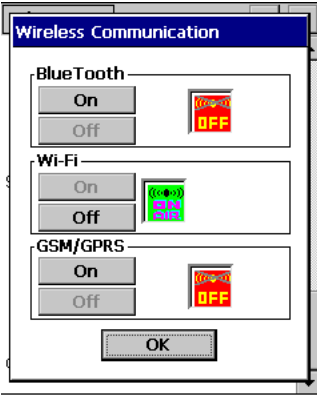 Wireless Communication
BlueTooth
On
OFF
Off
Wi-Fi
On
ON
AIR
Off
GSM/GPRS
On
OFF
Off
OK